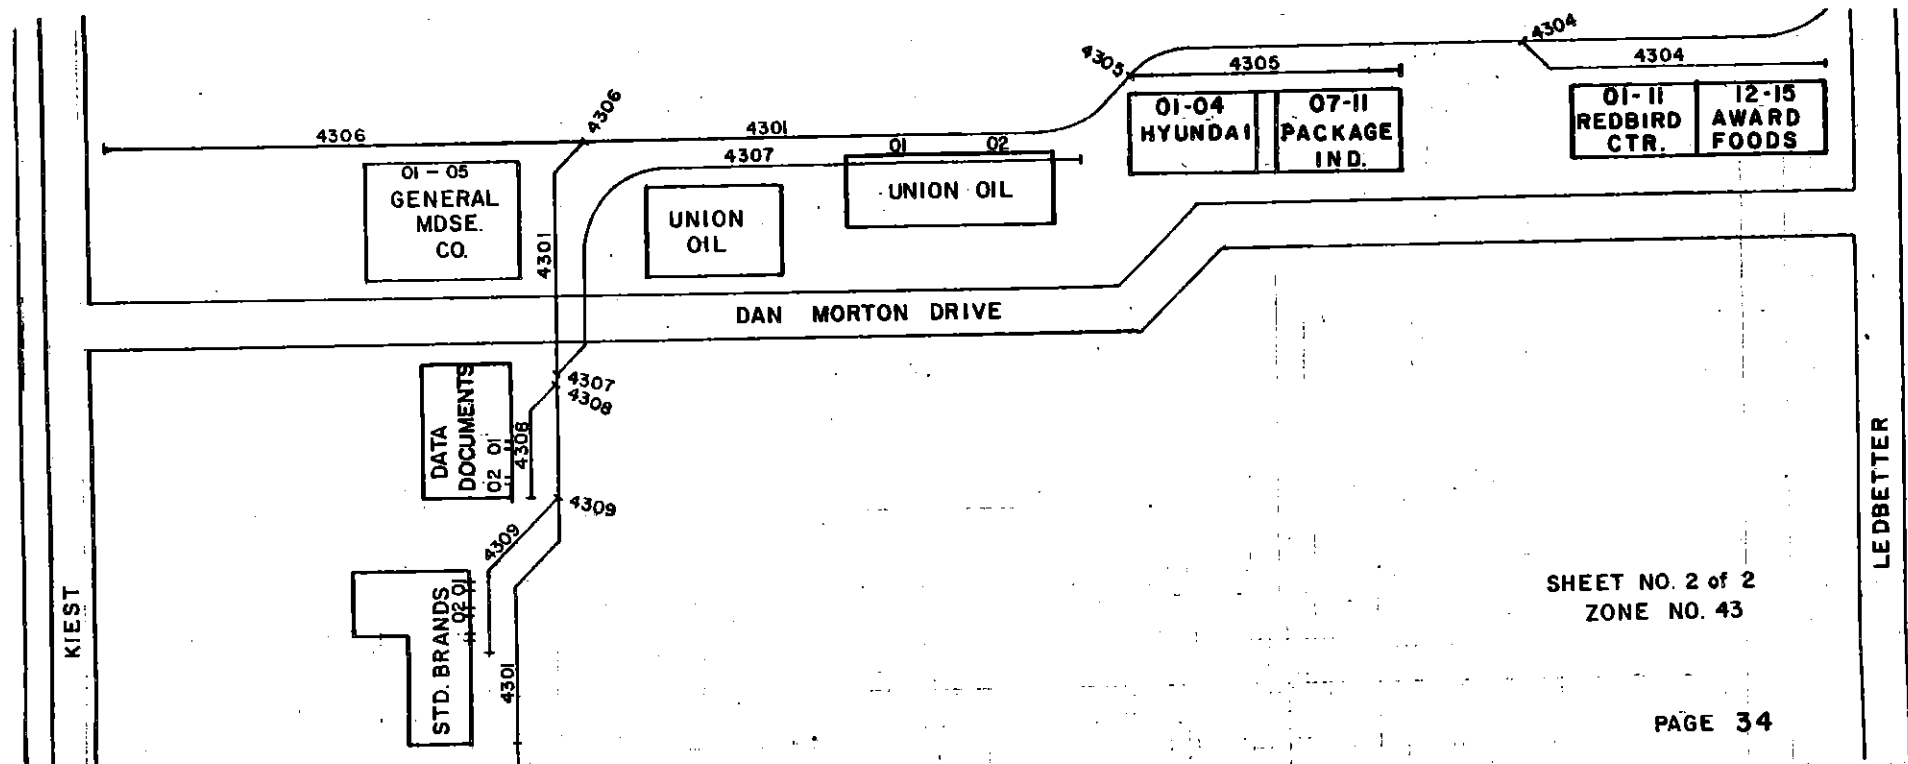 4304
4305
4305
4304
01-04
HYUNDAI
07-11
PACKAGE
IND.
01-11
REDBIRD
CTR.
12-15
AWARD
FOODS
4306
4306
4301
4307
01
02
01-05
GENERAL
MDSE.
CO.
UNION
OIL
UNION OIL
4301
DAN MORTON DRIVE
4307
4308
DATA
DOCUMENTS
02 01
4308
4309
4309
STD. BRANDS
02 01
4301
KIEST
LEDBETTER
SHEET NO. 2 of 2
ZONE NO. 43
PAGE 34